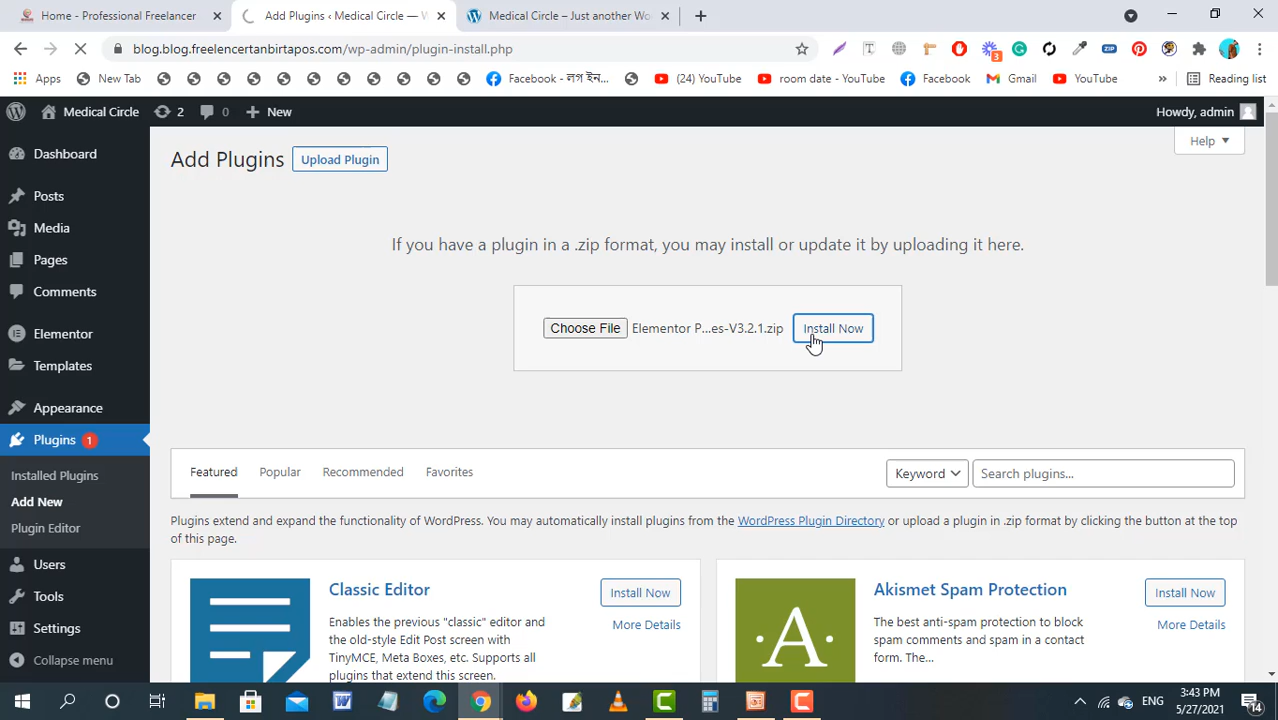 Home - Professional Freelancer
Add Plugins ‹ Medical Circle — W
Medical Circle – Just another Wo
blog.blog.freelencertanbirtapos.com/wp-admin/plugin-install.php
Apps
New Tab
Facebook - লগ ইন...
(24) YouTube
room date - YouTube
Facebook
Gmail
YouTube
Reading list
Medical Circle
2
0
New
Howdy, admin
Dashboard
Posts
Media
Pages
Comments
Elementor
Templates
Appearance
Plugins 1
Installed Plugins
Add New
Plugin Editor
Users
Tools
Settings
Collapse menu
Add Plugins
Upload Plugin
Help
If you have a plugin in a .zip format, you may install or update it by uploading it here.
Choose File Elementor P...es-V3.2.1.zip
Install Now
Featured
Popular
Recommended
Favorites
Keyword
Search plugins...
Plugins extend and expand the functionality of WordPress. You may automatically install plugins from the WordPress Plugin Directory or upload a plugin in .zip format by clicking the button at the top
of this page.
Classic Editor
Install Now
More Details
Enables the previous "classic" editor and
the old-style Edit Post screen with
TinyMCE, Meta Boxes, etc. Supports all
plugins that extend this screen.
Akismet Spam Protection
Install Now
More Details
The best anti-spam protection to block
spam comments and spam in a contact
form. The...
ENG
3:43 PM
5/27/2021
14